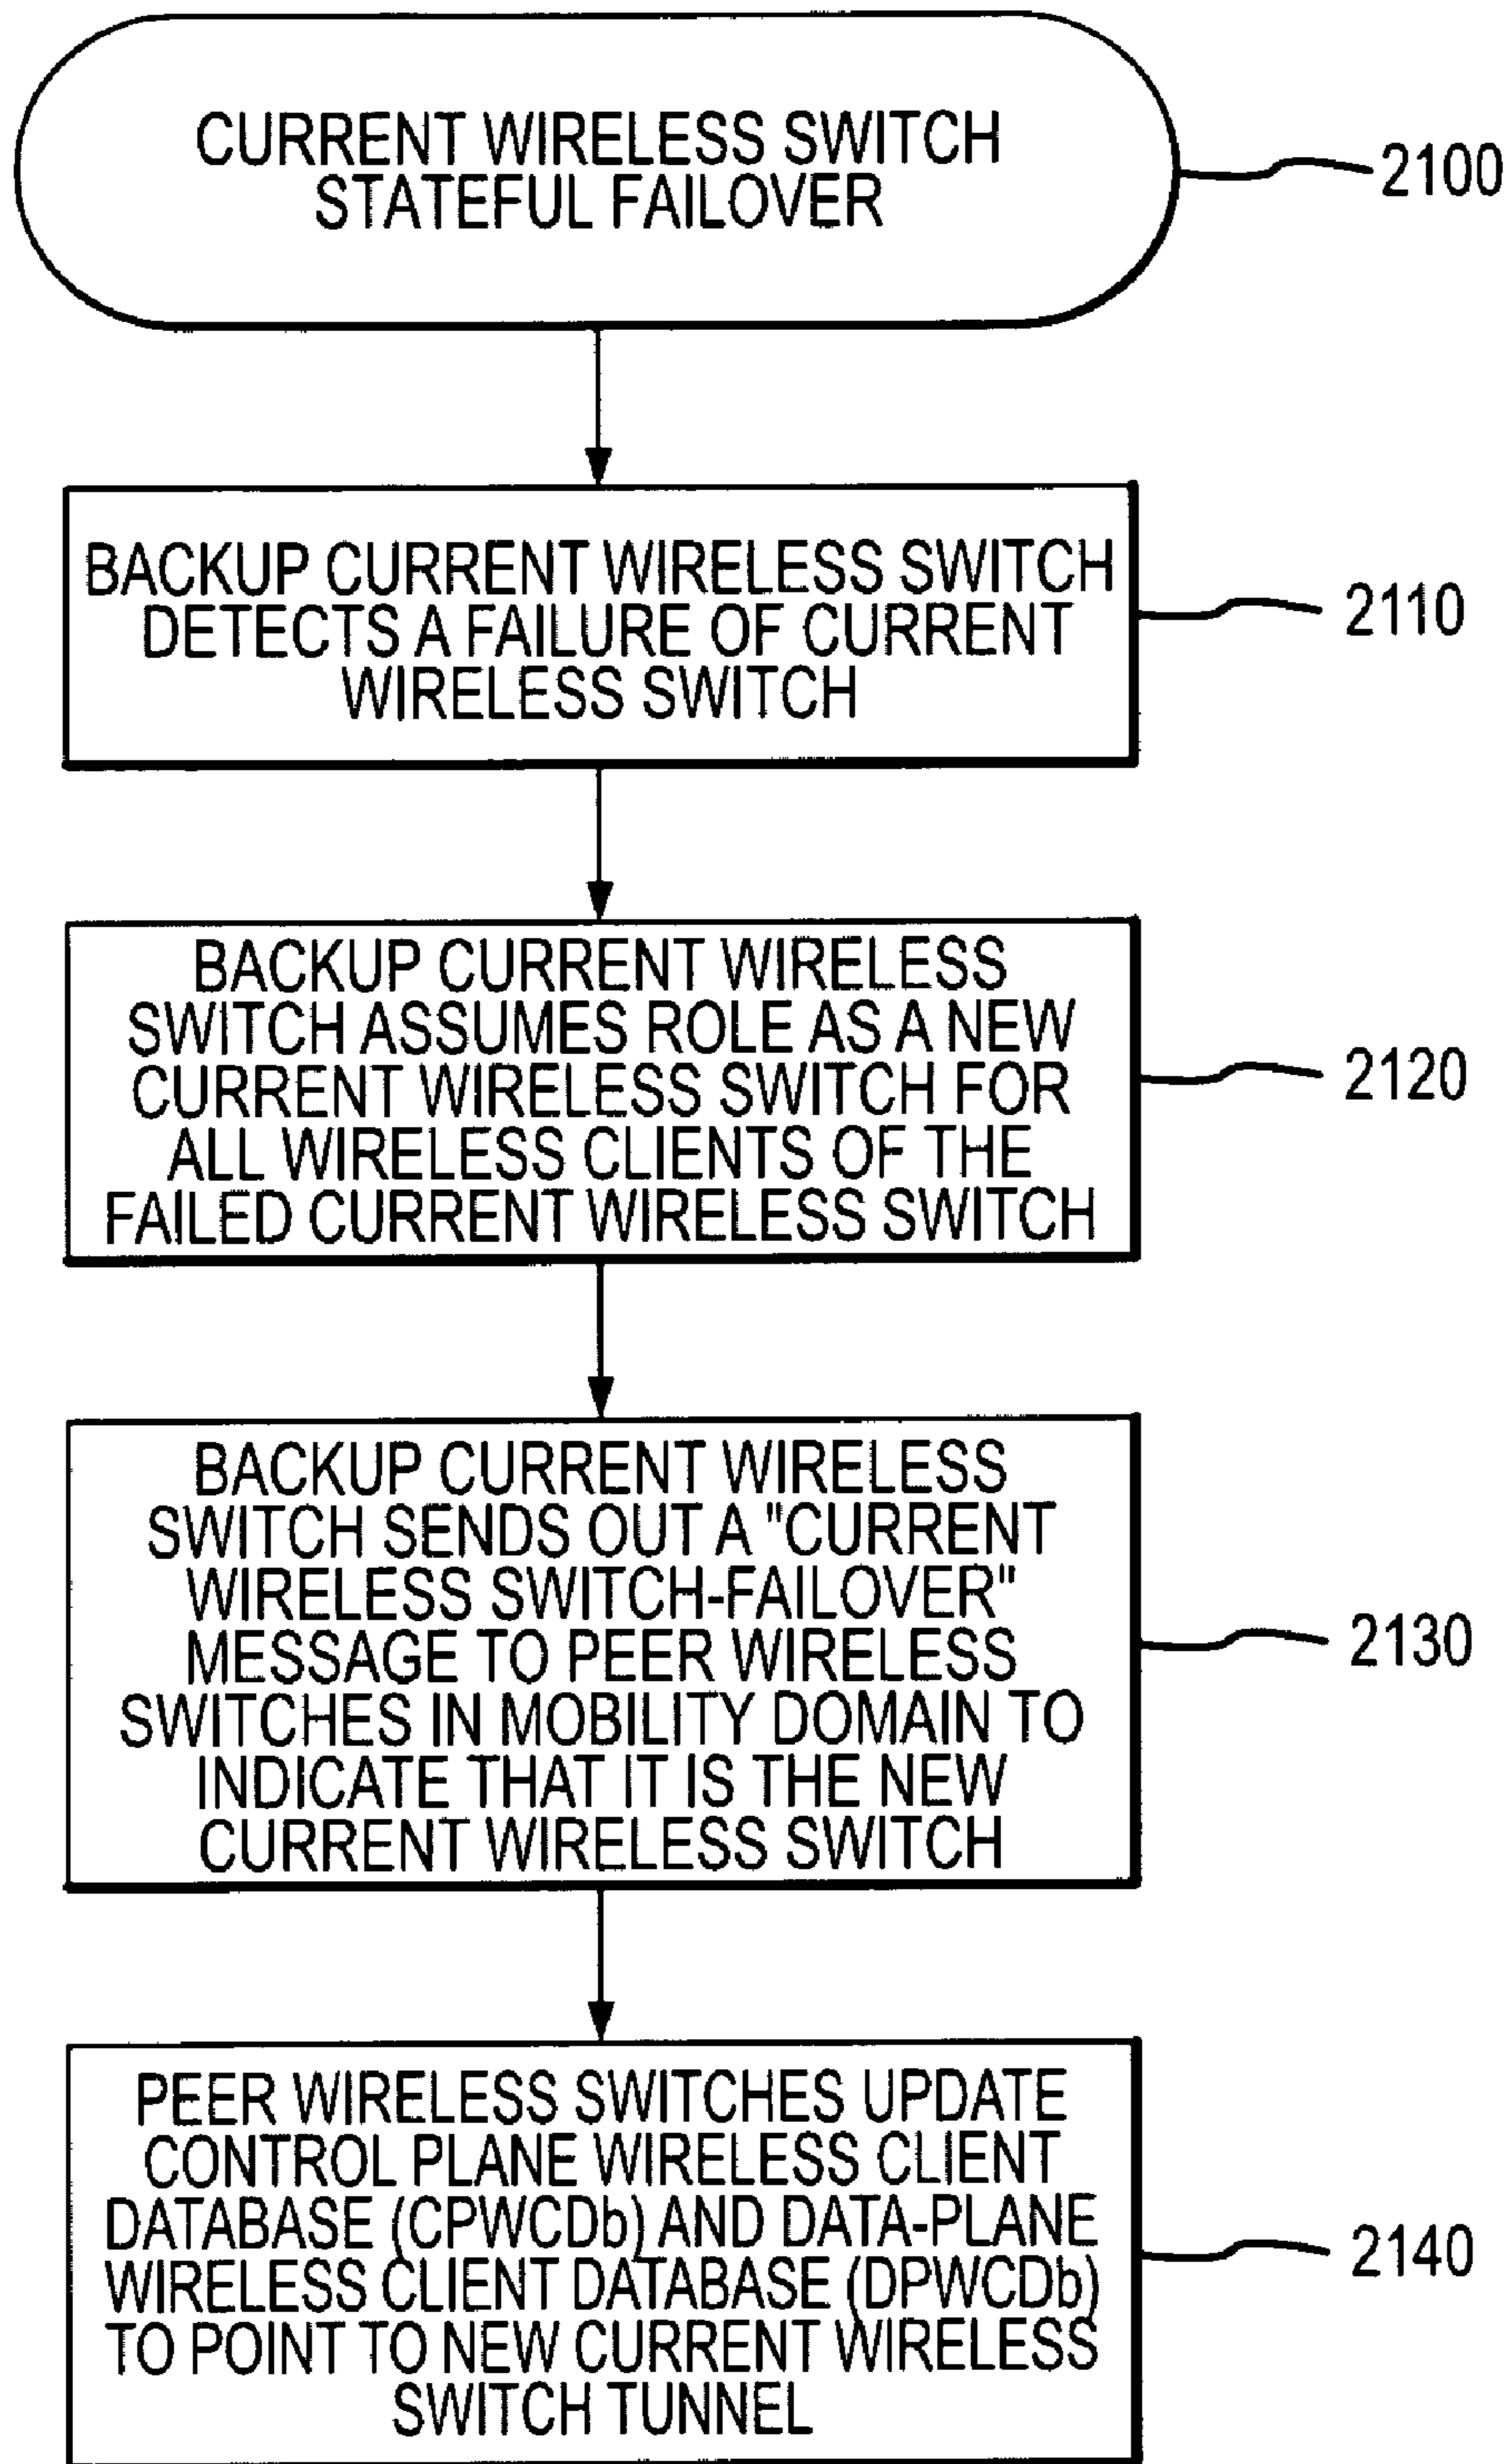 CURRENT WIRELESS SWITCH
STATEFUL FAILOVER
2100
BACKUP CURRENT WIRELESS SWITCH
DETECTS A FAILURE OF CURRENT
WIRELESS SWITCH
2110
BACKUP CURRENT WIRELESS
SWITCH ASSUMES ROLE AS A NEW
CURRENT WIRELESS SWITCH FOR
ALL WIRELESS CLIENTS OF THE
FAILED CURRENT WIRELESS SWITCH
2120
BACKUP CURRENT WIRELESS
SWITCH SENDS OUT A "CURRENT
WIRELESS SWITCH-FAILOVER"
MESSAGE TO PEER WIRELESS
SWITCHES IN MOBILITY DOMAIN TO
INDICATE THAT IT IS THE NEW
CURRENT WIRELESS SWITCH
2130
PEER WIRELESS SWITCHES UPDATE
CONTROL PLANE WIRELESS CLIENT
DATABASE (CPWCDb) AND DATA-PLANE
WIRELESS CLIENT DATABASE (DPWCDb)
TO POINT TO NEW CURRENT WIRELESS
SWITCH TUNNEL
2140